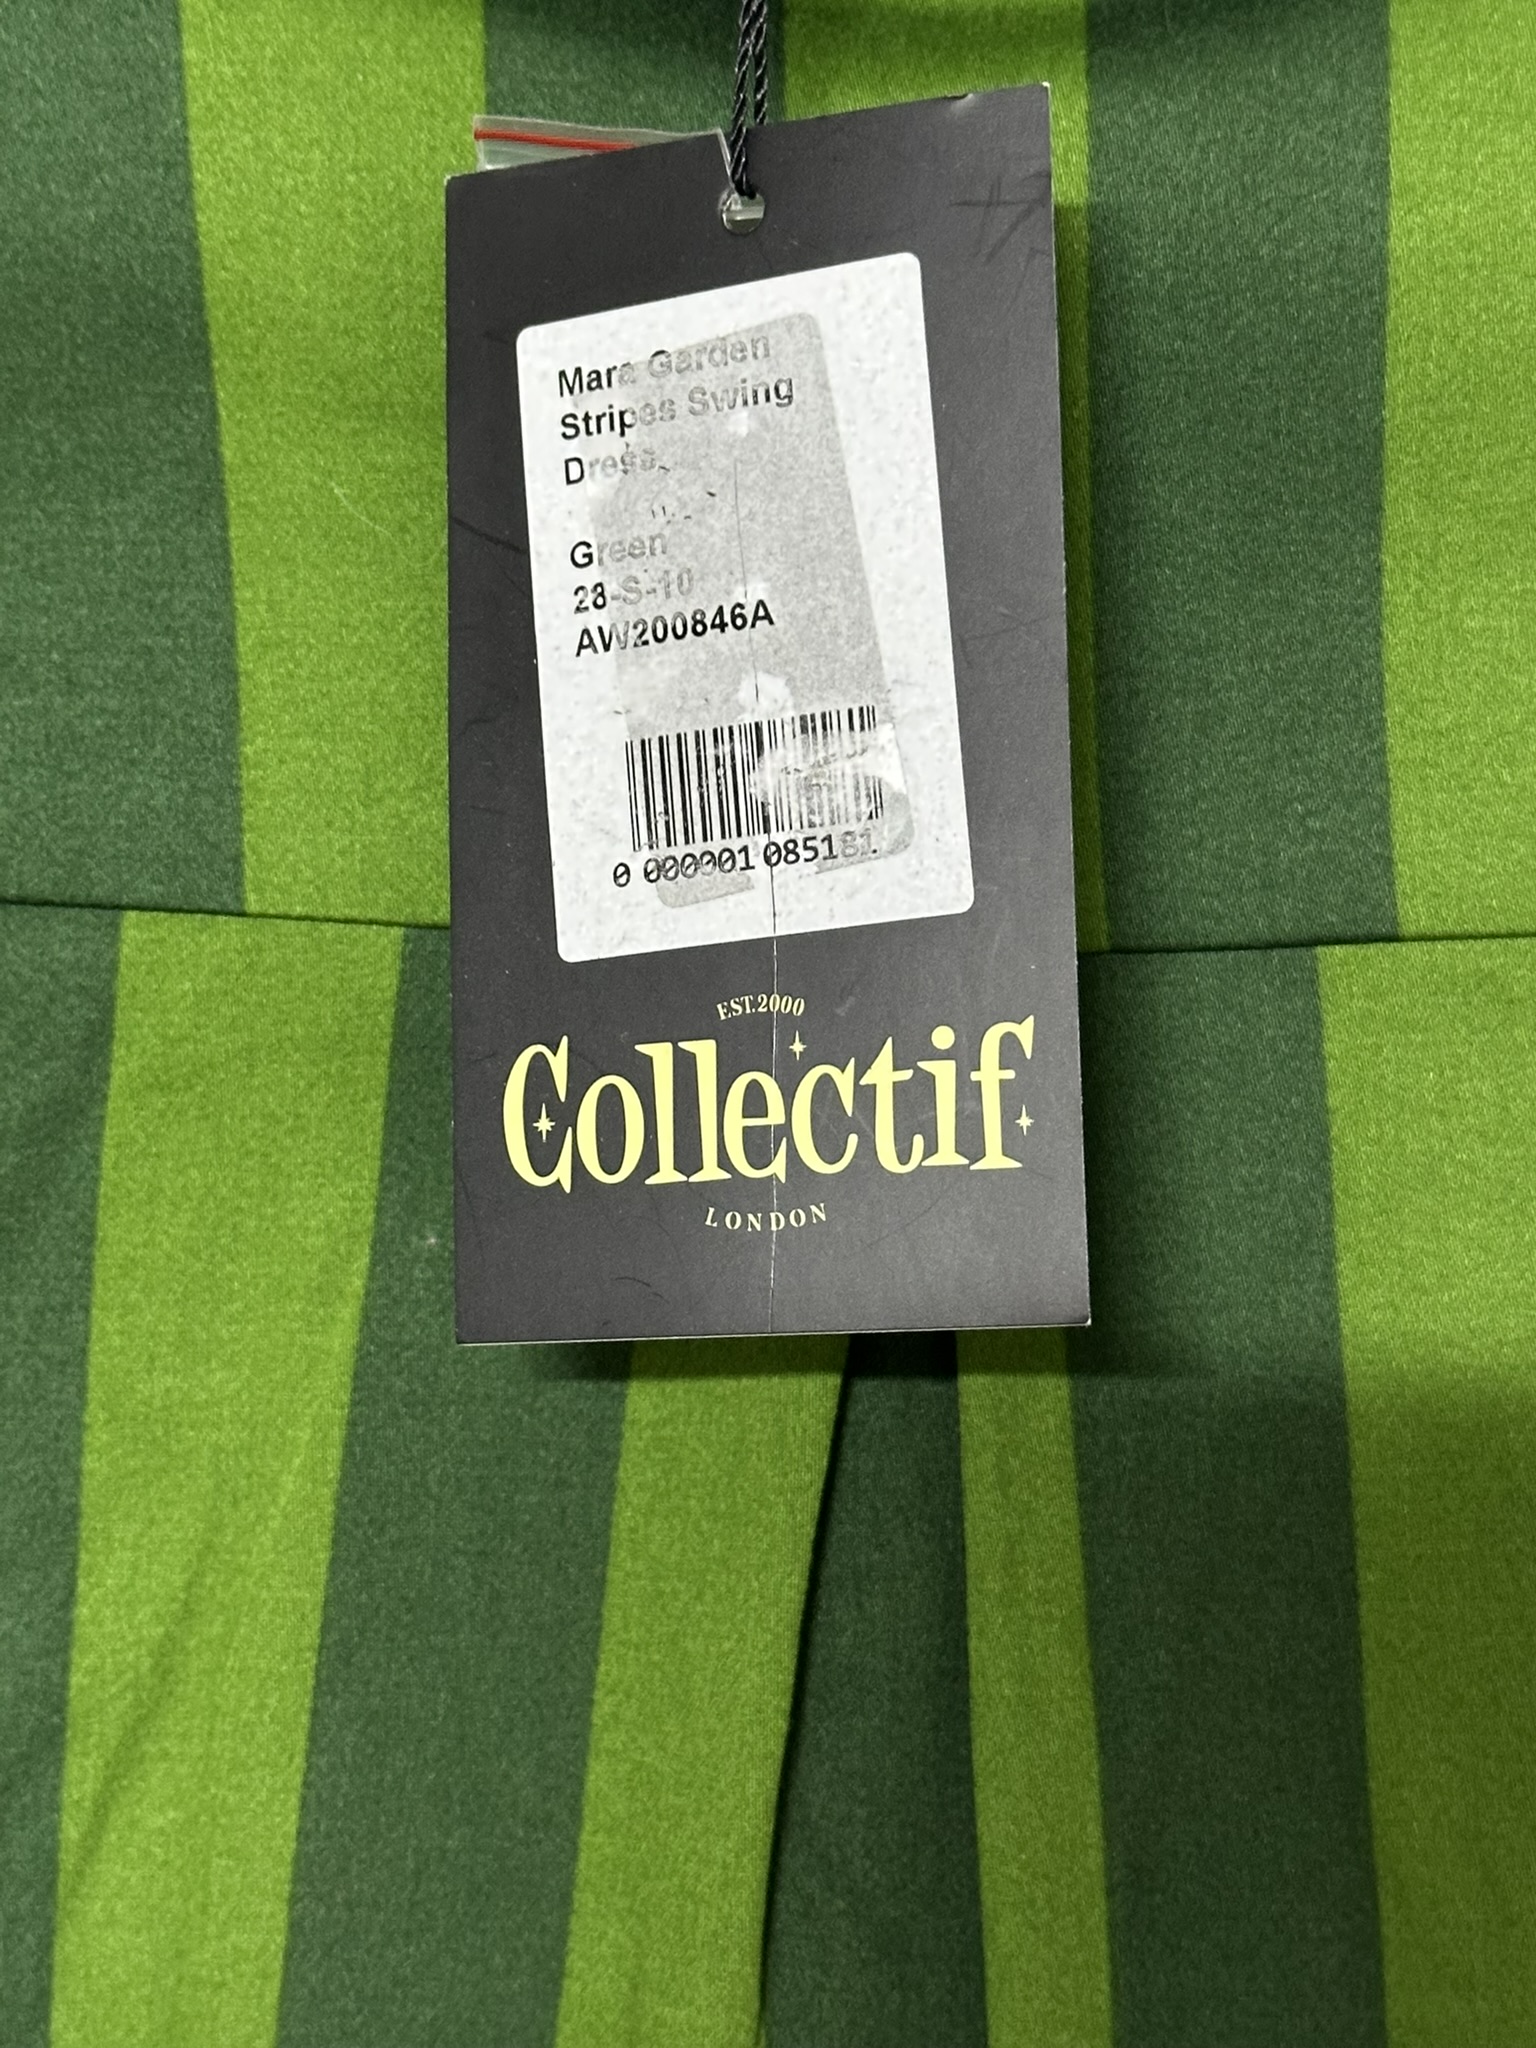 Mara Garden
Stripes Swing
Dress
Green
28-S-10
AW200846A
0 000001 085181
EST.2000
Collectif
LONDON